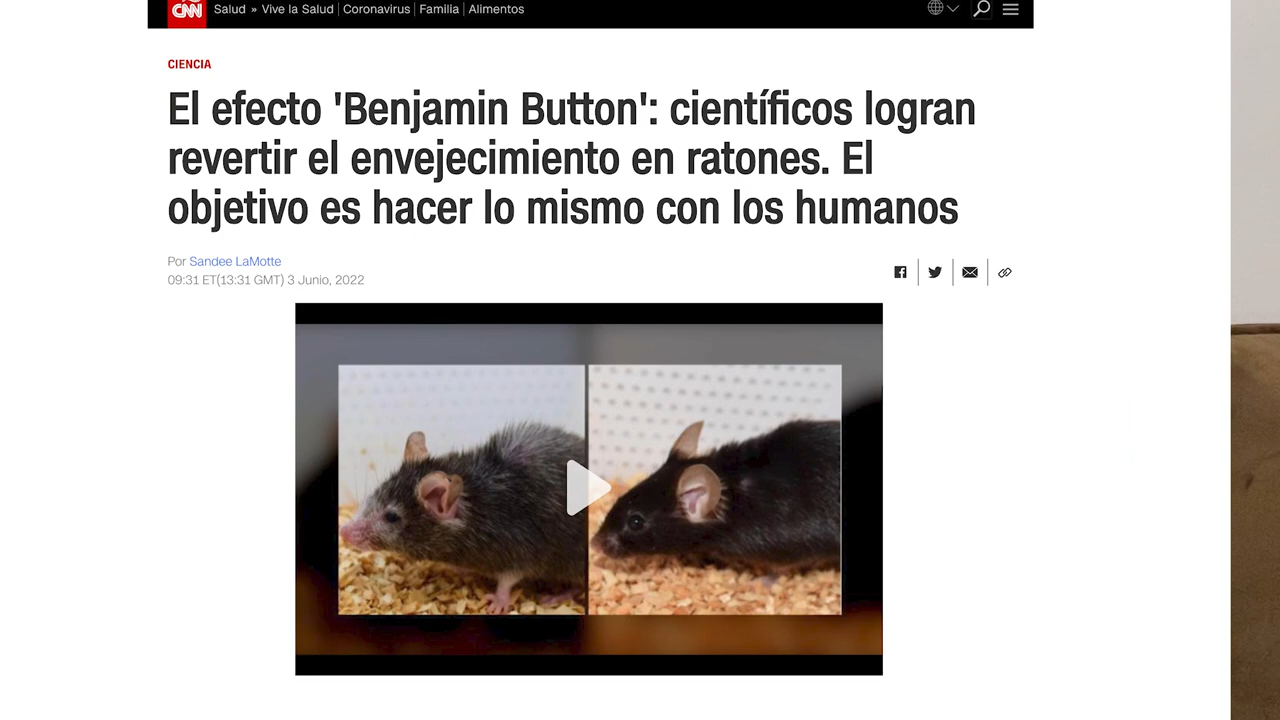 CNN Salud » Vive la Salud | Coronavirus | Familia | Alimentos
CIENCIA
El efecto 'Benjamin Button': científicos logran
revertir el envejecimiento en ratones. El
objetivo es hacer lo mismo con los humanos
Por Sandee LaMotte
09:31 ET(13:31 GMT) 3 Junio, 2022